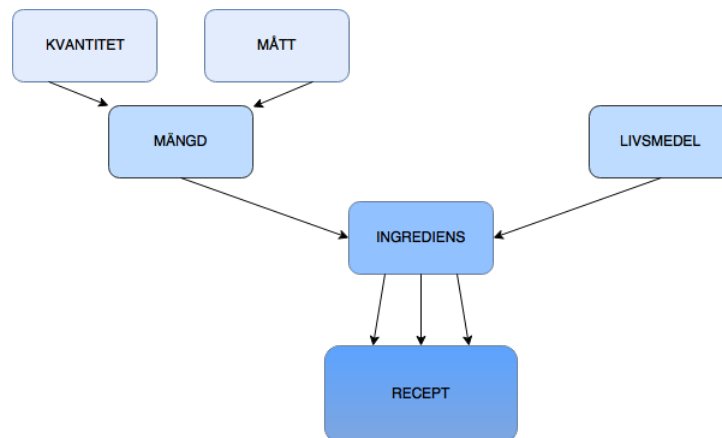 KVANTITET
MÅTT
MÄNGD
LIVSMEDEL
INGREDIENS
RECEPT